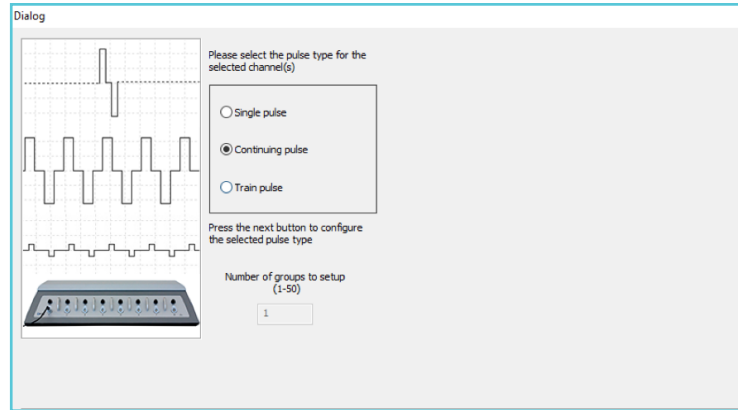 Dialog
Please select the pulse type for the
selected channel(s)
Single pulse
Continuing pulse
Train pulse
Press the next button to configure
the selected pulse type
Number of groups to setup
(1-50)
1